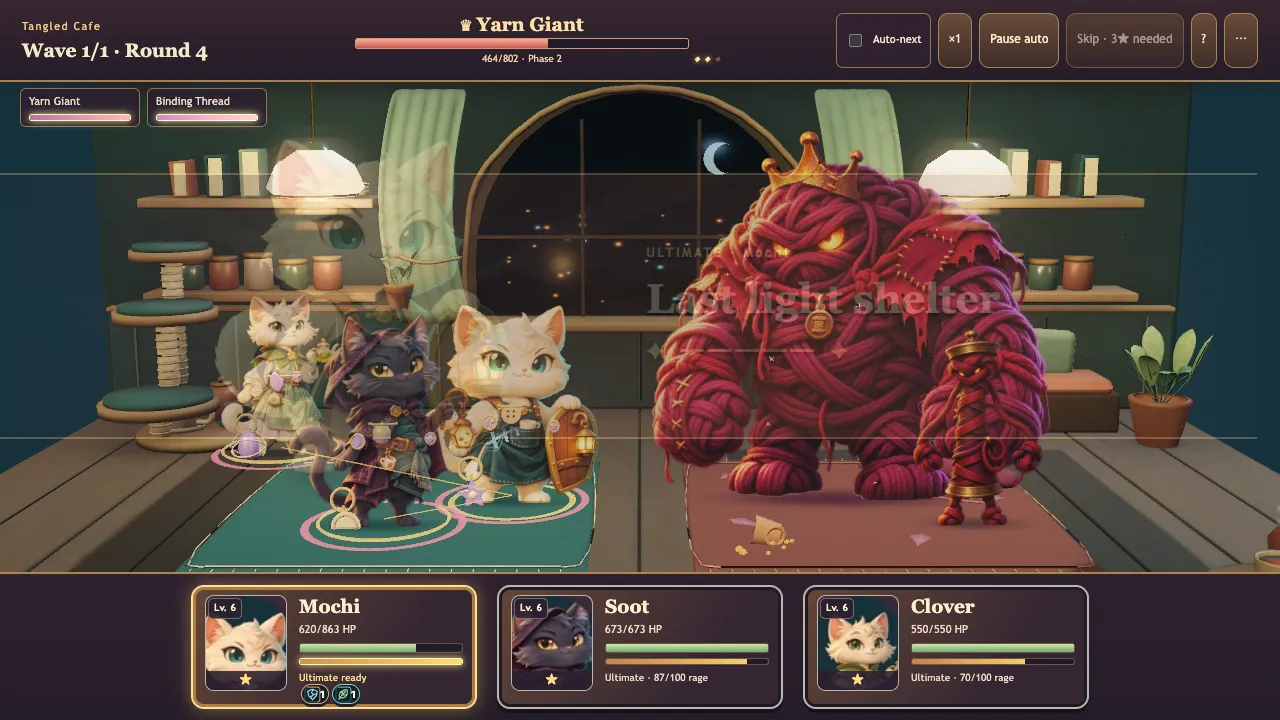 Tangled Cafe
Wave 1/1 · Round 4
Yarn Giant
464/802 · Phase 2
Auto-next
×1
Pause auto
Skip · 3★ needed
?
...
Yarn Giant
Binding Thread
ULTIMATE · Mochi
Last light shelter
Lv. 6
Mochi
620/863 HP
Ultimate ready
1
1
Lv. 6
Soot
673/673 HP
Ultimate · 87/100 rage
Lv. 6
Clover
550/550 HP
Ultimate · 70/100 rage